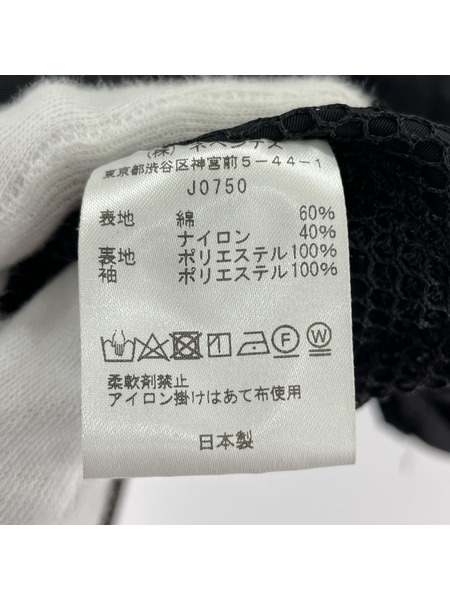 (株) ネペンテス
東京都渋谷区神宮前5-44-1
J0750
表地 綿 60%
ナイロン 40%
裏地 ポリエステル100%
袖 ポリエステル100%
F W
柔軟剤禁止
アイロン掛けはあて布使用
日本製